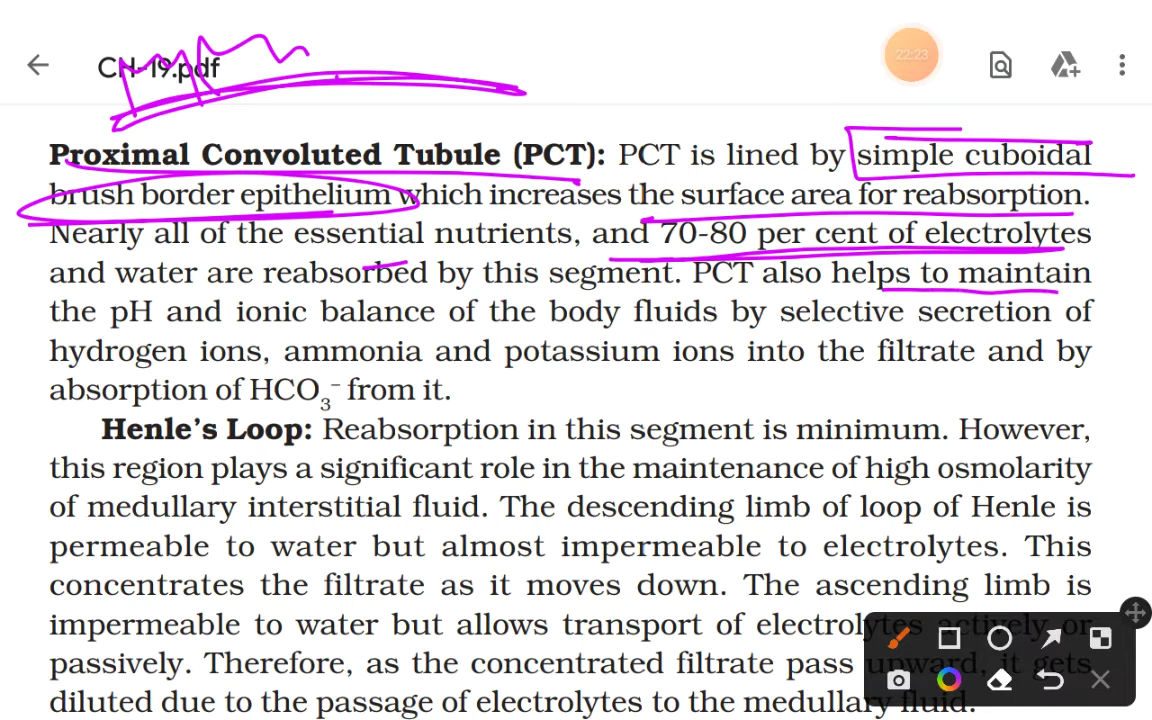 CH-19.pdf
22:23
Proximal Convoluted Tubule (PCT): PCT is lined by simple cuboidal
brush border epithelium which increases the surface area for reabsorption.
Nearly all of the essential nutrients, and 70-80 per cent of electrolytes
and water are reabsorbed by this segment. PCT also helps to maintain
the pH and ionic balance of the body fluids by selective secretion of
hydrogen ions, ammonia and potassium ions into the filtrate and by
absorption of HCO₃⁻ from it.
Henle's Loop: Reabsorption in this segment is minimum. However,
this region plays a significant role in the maintenance of high osmolarity
of medullary interstitial fluid. The descending limb of loop of Henle is
permeable to water but almost impermeable to electrolytes. This
concentrates the filtrate as it moves down. The ascending limb is
impermeable to water but allows transport of electrolytes actively or
passively. Therefore, as the concentrated filtrate pass upward, it gets
diluted due to the passage of electrolytes to the medullary fluid.